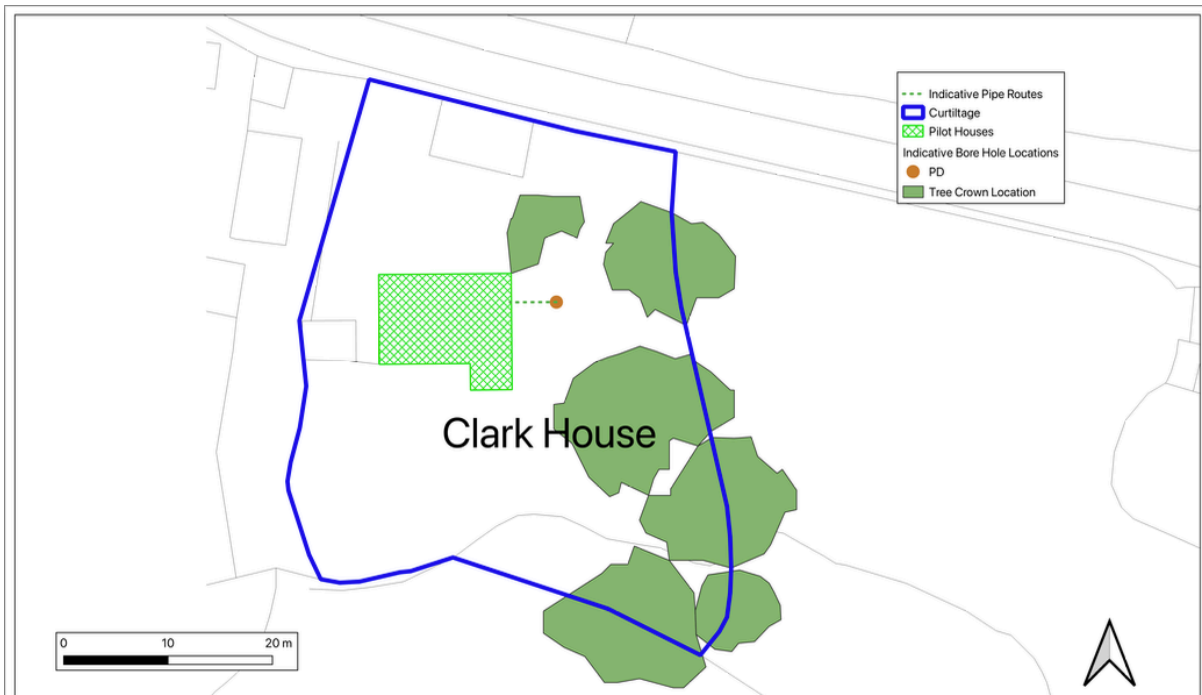 Indicative Pipe Routes
Curtiltage
Pilot Houses
Indicative Bore Hole Locations
PD
Tree Crown Location
Clark House
0 10 20 m